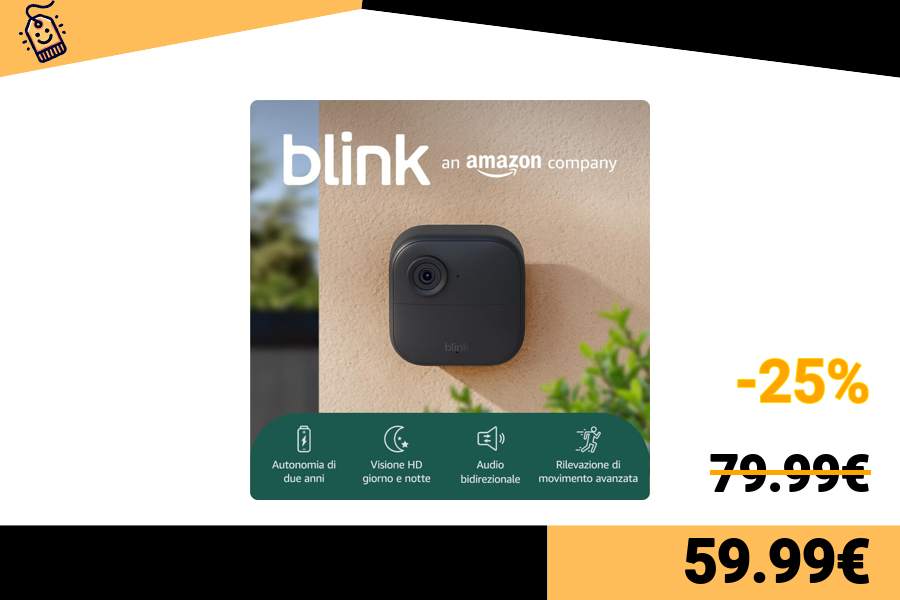 blink an amazon company
blink
Autonomia di
due anni
Visione HD
giorno e notte
Audio
bidirezionale
Rilevazione di
movimento avanzata
-25%
79.99€
59.99€